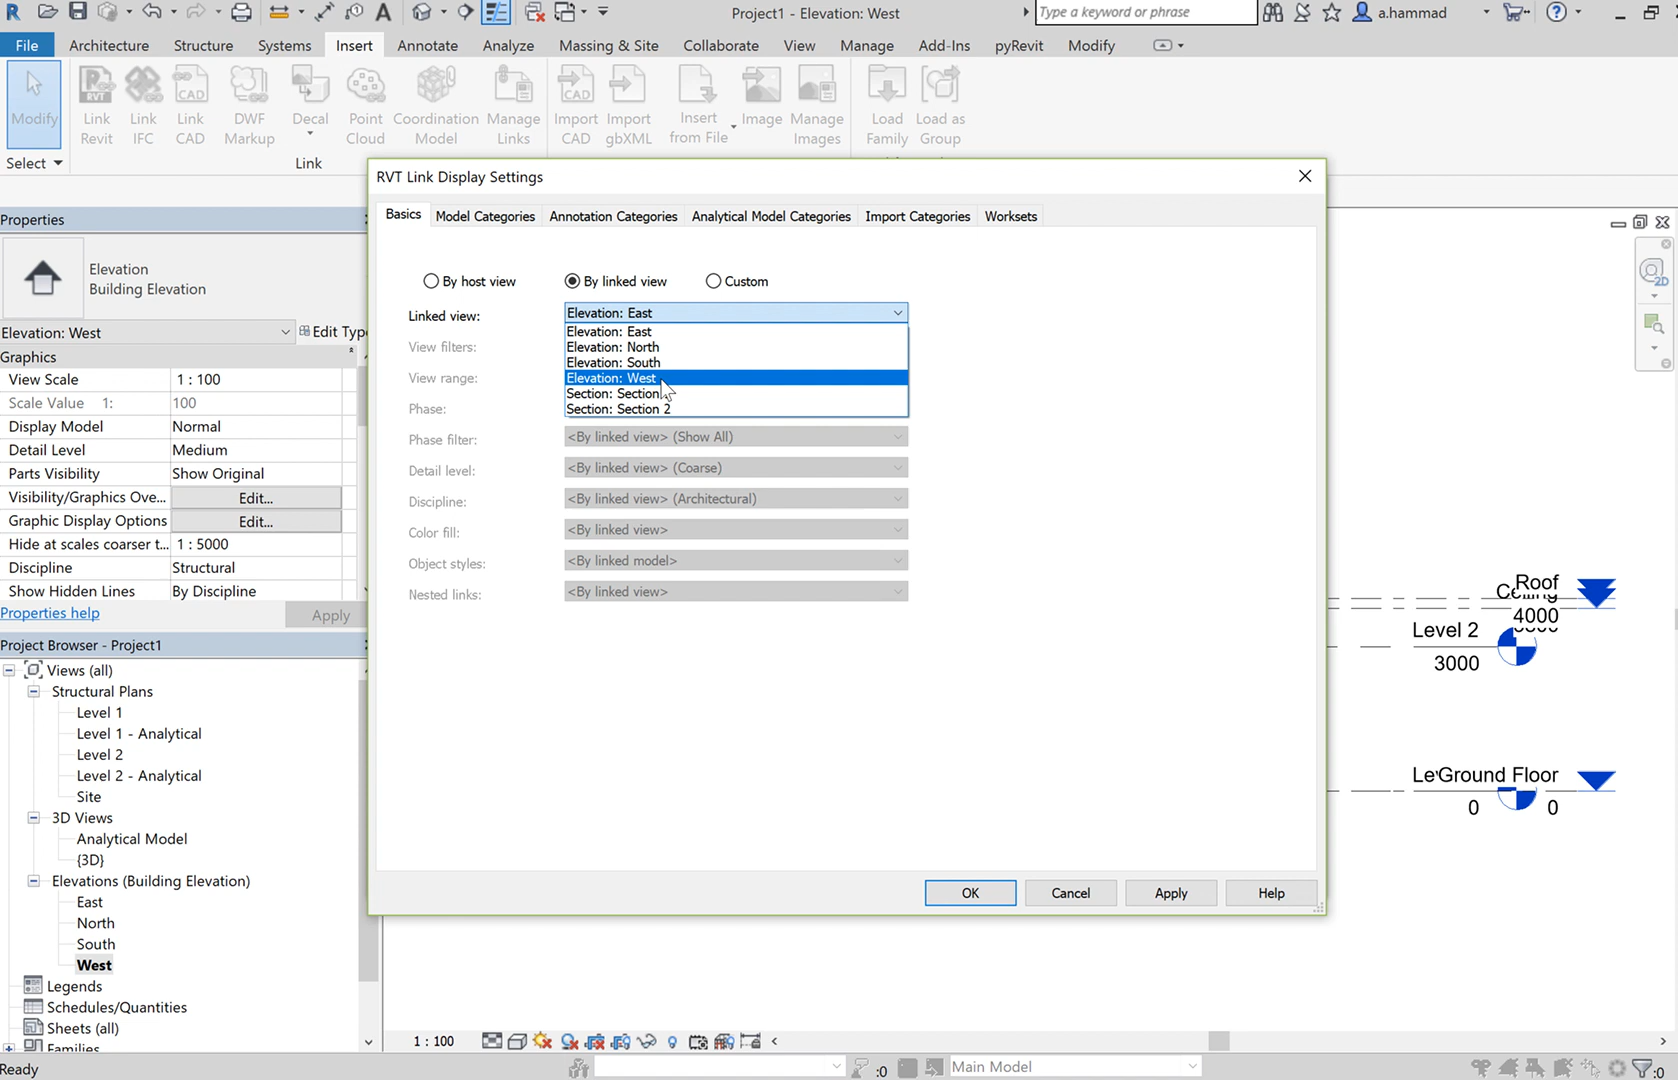 Project1 - Elevation: West
Type a keyword or phrase
a.hammad
File Architecture Structure Systems Insert Annotate Analyze Massing & Site Collaborate View Manage Add-Ins pyRevit Modify
Modify
Link Revit
Link IFC
Link CAD
DWF Markup
Decal
Point Cloud
Coordination Model
Manage Links
Import CAD
Import gbXML
Insert from File
Image
Manage Images
Load Family
Load as Group
Select
Link
RVT Link Display Settings
Basics Model Categories Annotation Categories Analytical Model Categories Import Categories Worksets
By host view By linked view Custom
Linked view: Elevation: East
Elevation: East
View filters: Elevation: North
Elevation: South
View range: Elevation: West
Section: Section
Phase: Section: Section 2
Phase filter: <By linked view> (Show All)
Detail level: <By linked view> (Coarse)
Discipline: <By linked view> (Architectural)
Color fill: <By linked view>
Object styles: <By linked model>
Nested links: <By linked view>
OK Cancel Apply Help
Properties
Elevation
Building Elevation
Elevation: West Edit Type
Graphics
View Scale 1 : 100
Scale Value 1: 100
Display Model Normal
Detail Level Medium
Parts Visibility Show Original
Visibility/Graphics Ove... Edit...
Graphic Display Options Edit...
Hide at scales coarser t... 1 : 5000
Discipline Structural
Show Hidden Lines By Discipline
Properties help Apply
Project Browser - Project1
Views (all)
Structural Plans
Level 1
Level 1 - Analytical
Level 2
Level 2 - Analytical
Site
3D Views
Analytical Model
{3D}
Elevations (Building Elevation)
East
North
South
West
Legends
Schedules/Quantities
Sheets (all)
Families
Roof
4000
Level 2
3000
Ground Floor
0 0
1 : 100
Ready
:0
Main Model
:0